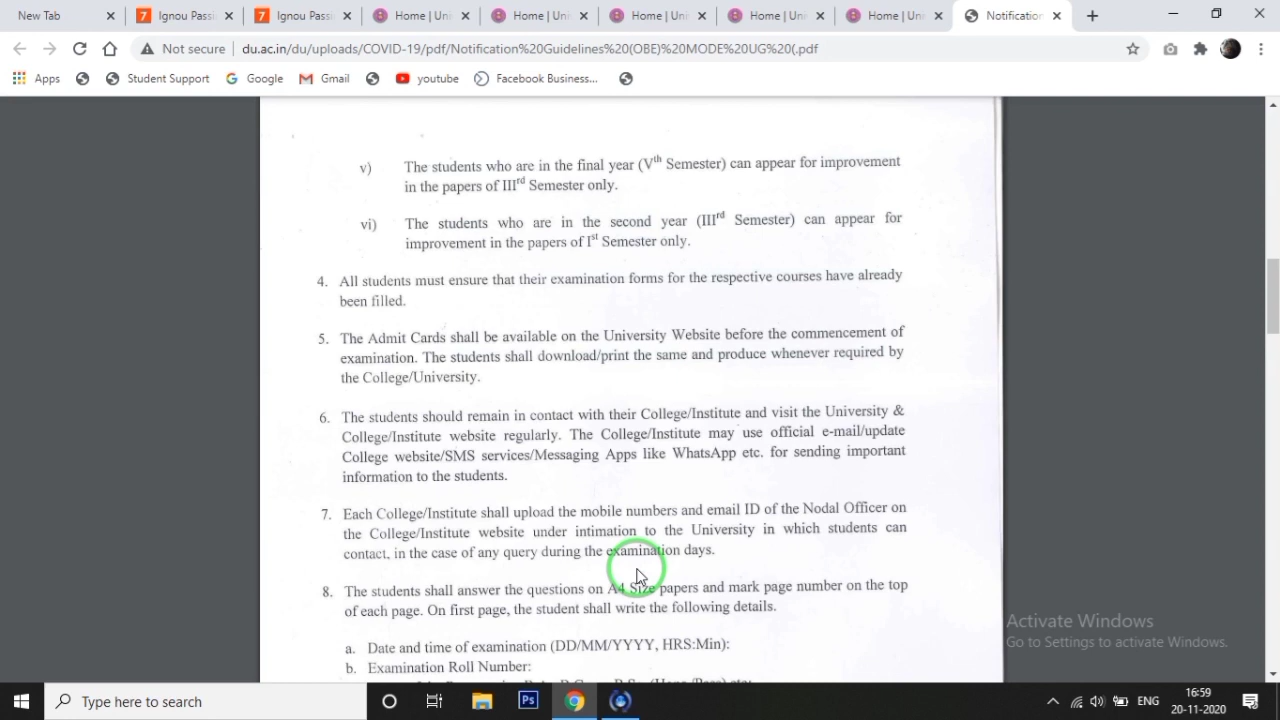 New Tab
Ignou Passi
Ignou Passi
Home | Uni
Home | Uni
Home | Uni
Home | Uni
Home | Uni
Notification
Not secure
du.ac.in/du/uploads/COVID-19/pdf/Notification%20Guidelines%20(OBE)%20MODE%20UG%20(.pdf
Apps
Student Support
Google
Gmail
youtube
Facebook Business...
v) The students who are in the final year (Vth Semester) can appear for improvement
in the papers of IIIrd Semester only.
vi) The students who are in the second year (IIIrd Semester) can appear for
improvement in the papers of Ist Semester only.
4. All students must ensure that their examination forms for the respective courses have already
been filled.
5. The Admit Cards shall be available on the University Website before the commencement of
examination. The students shall download/print the same and produce whenever required by
the College/University.
6. The students should remain in contact with their College/Institute and visit the University &
College/Institute website regularly. The College/Institute may use official e-mail/update
College website/SMS services/Messaging Apps like WhatsApp etc. for sending important
information to the students.
7. Each College/Institute shall upload the mobile numbers and email ID of the Nodal Officer on
the College/Institute website under intimation to the University in which students can
contact, in the case of any query during the examination days.
8. The students shall answer the questions on A4 Size papers and mark page number on the top
of each page. On first page, the student shall write the following details.
a. Date and time of examination (DD/MM/YYYY, HRS:Min):
b. Examination Roll Number:
Activate Windows
Go to Settings to activate Windows.
Type here to search
Ps
ENG
16:59
20-11-2020